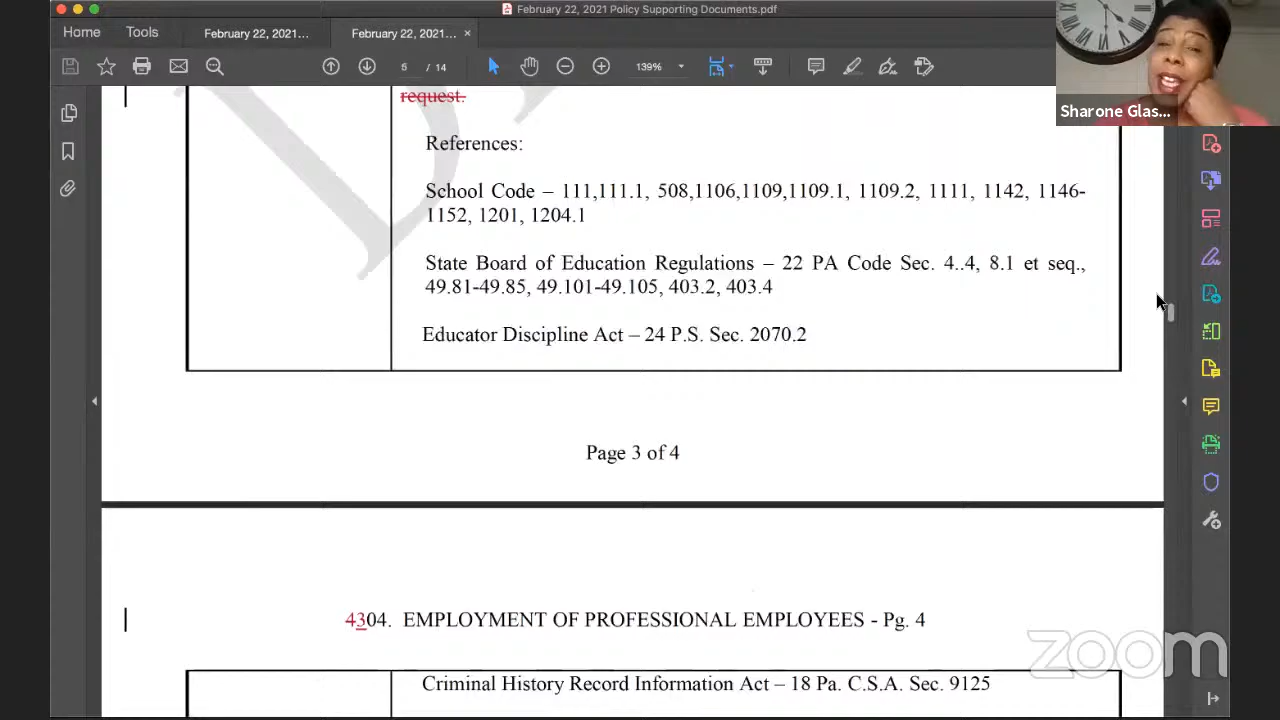 February 22, 2021 Policy Supporting Documents.pdf
Home
Tools
February 22, 2021...
February 22, 2021... ×
6 / 14
139%
Sharone Glas...
request.
References:
School Code – 111,111.1, 508,1106,1109,1109.1, 1109.2, 1111, 1142, 1146-
1152, 1201, 1204.1
State Board of Education Regulations – 22 PA Code Sec. 4..4, 8.1 et seq.,
49.81-49.85, 49.101-49.105, 403.2, 403.4
Educator Discipline Act – 24 P.S. Sec. 2070.2
Page 3 of 4
4304. EMPLOYMENT OF PROFESSIONAL EMPLOYEES - Pg. 4
zoom
Criminal History Record Information Act – 18 Pa. C.S.A. Sec. 9125